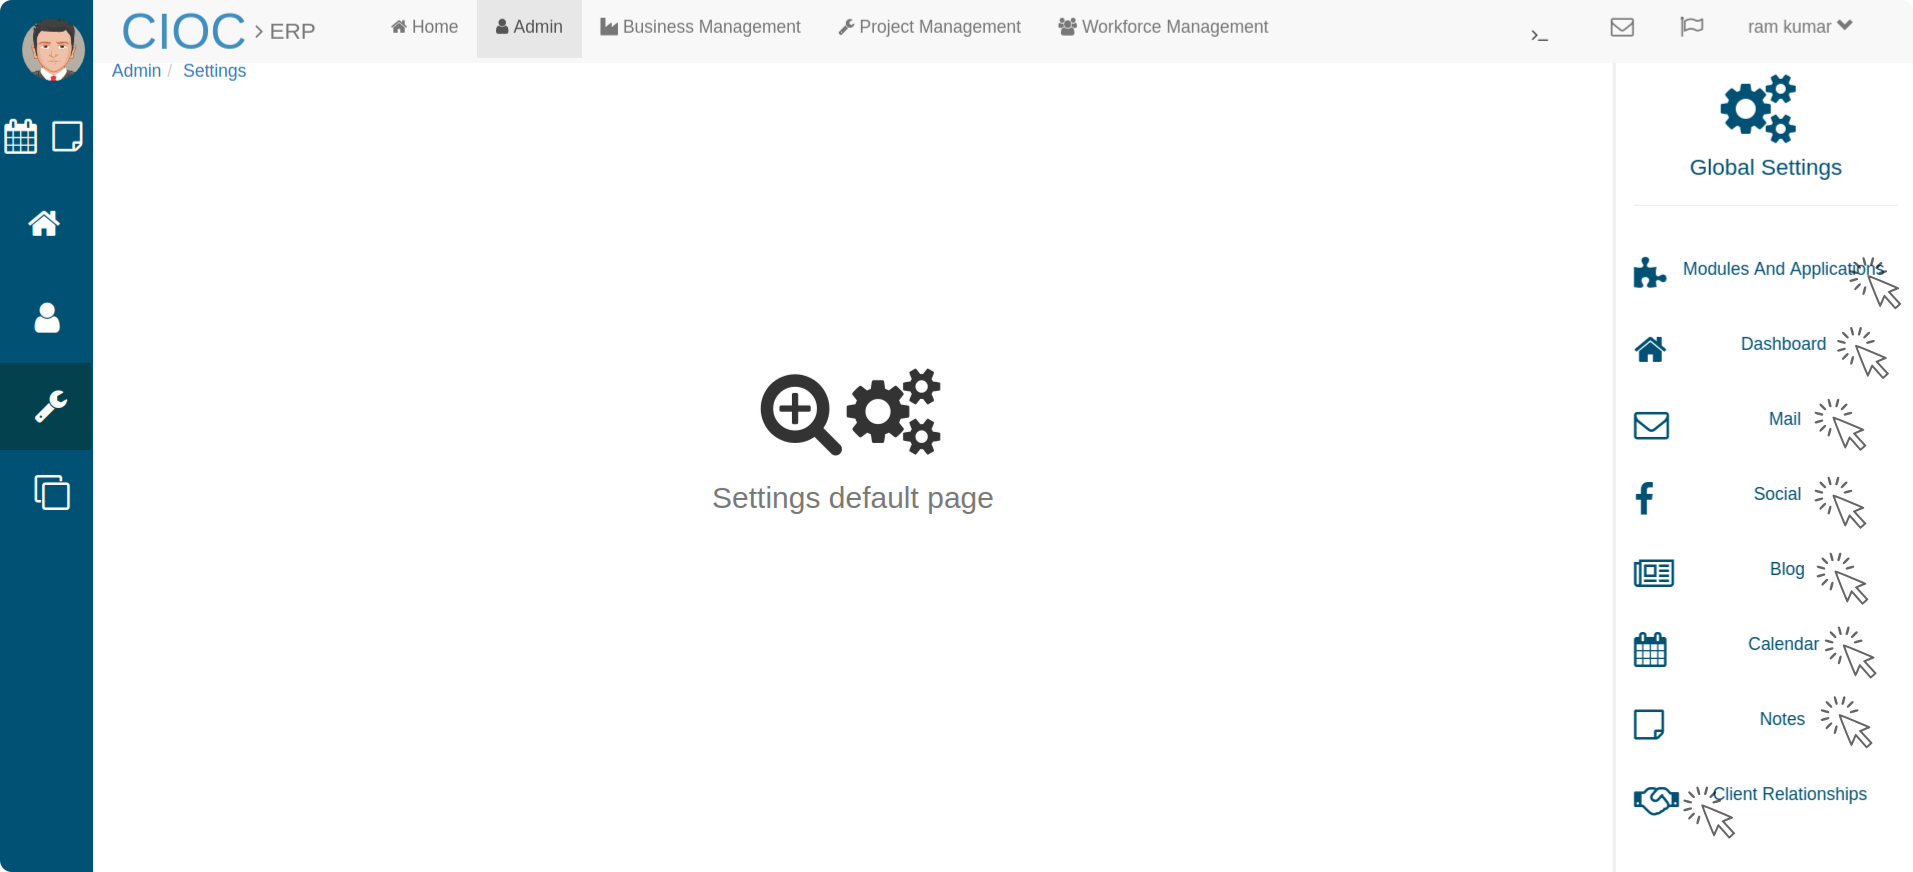 CIOC > ERP
Home
Admin
Business Management
Project Management
Workforce Management
ram kumar
Admin / Settings
Global Settings
Modules And Applications
Dashboard
Mail
Social
Blog
Calendar
Notes
Client Relationships
Settings default page